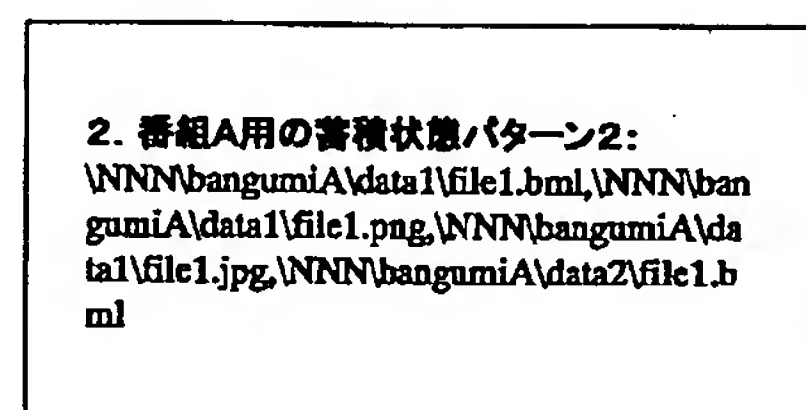 2. 番組A用の蓄積状態パターン2:
\NNN\bangumiA\data1\file1.bml,\NNN\ban
gumiA\data1\file1.png,\NNN\bangumiA\da
ta1\file1.jpg,\NNN\bangumiA\data2\file1.b
ml